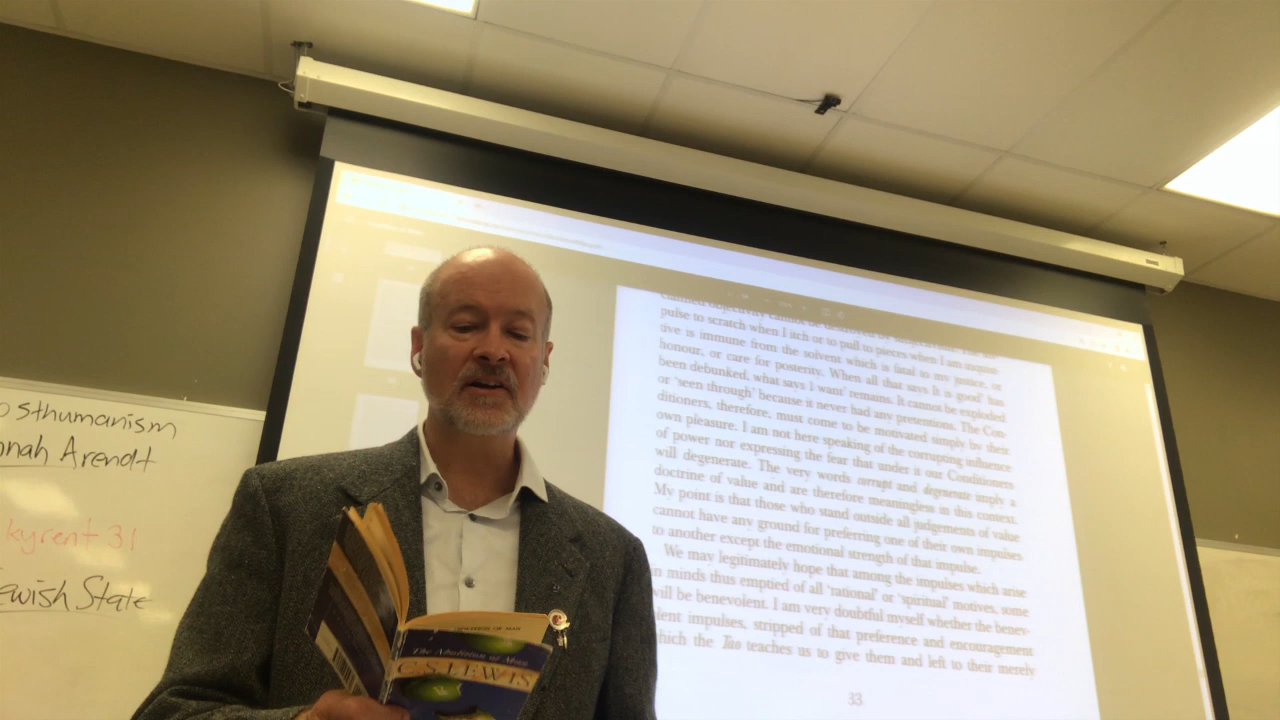 osthumanism
nnah Arendt
kyrent 31
ewish State
The Abolition of Man
C·S·LEWIS
pulse to scratch when I itch or to pull to pieces when I am inquisi-
tive is immune from the solvent which is fatal to my justice, or
honour, or care for posterity. When all that says 'It is good' has
been debunked, what says 'I want' remains. It cannot be exploded
or 'seen through' because it never had any pretentions. The Con-
ditioners, therefore, must come to be motivated simply by their
own pleasure. I am not here speaking of the corrupting influence
of power nor expressing the fear that under it our Conditioners
will degenerate. The very words corrupt and degenerate imply a
doctrine of value and are therefore meaningless in this context.
My point is that those who stand outside all judgements of value
cannot have any ground for preferring one of their own impulses
to another except the emotional strength of that impulse.
We may legitimately hope that among the impulses which arise
n minds thus emptied of all 'rational' or 'spiritual' motives, some
will be benevolent. I am very doubtful myself whether the benev-
lent impulses, stripped of that preference and encouragement
hich the Tao teaches us to give them and left to their merely
33